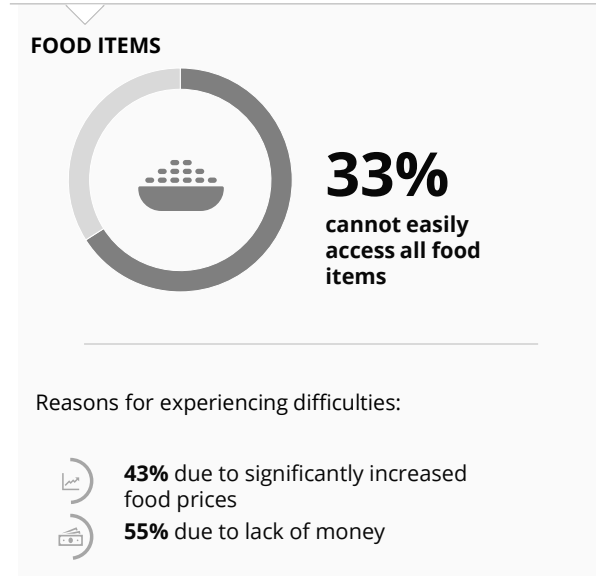 FOOD ITEMS
33%
cannot easily
access all food
items
Reasons for experiencing difficulties:
43% due to significantly increased
food prices
55% due to lack of money